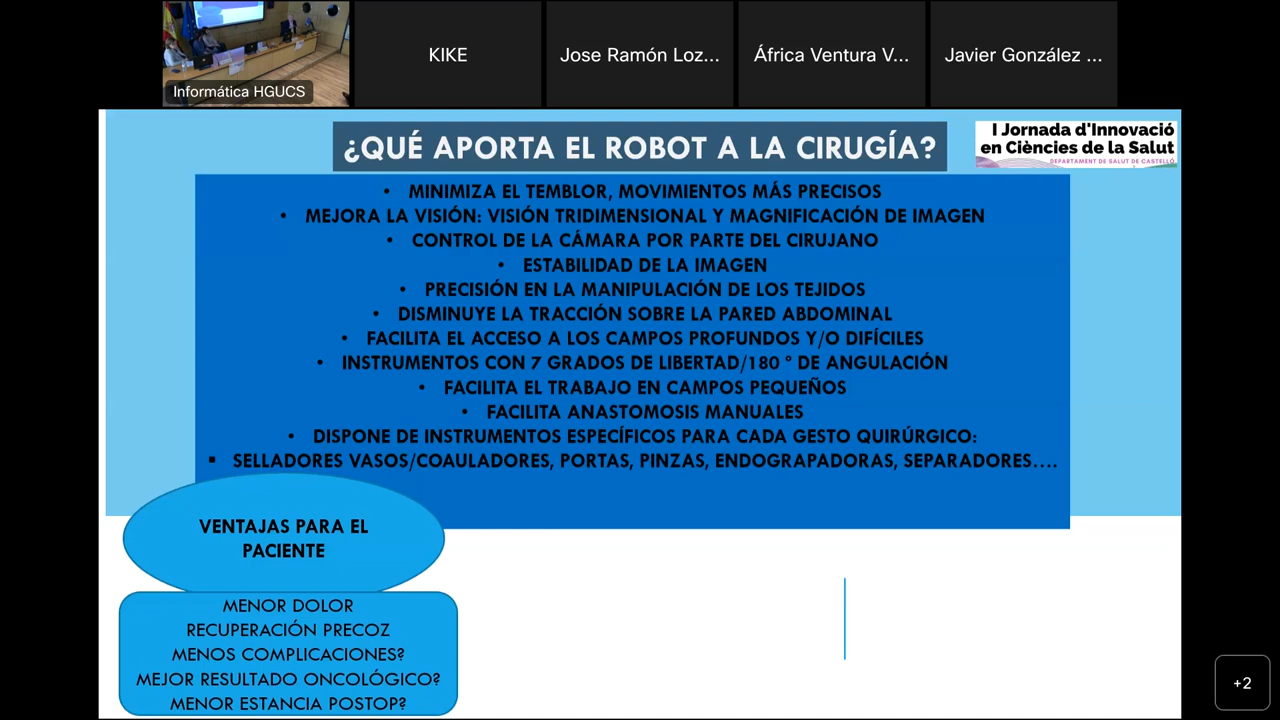 Informática HGUCS
KIKE
Jose Ramón Loz...
África Ventura V...
Javier González ...
¿QUÉ APORTA EL ROBOT A LA CIRUGÍA?
I Jornada d'Innovació
en Ciències de la Salut
DEPARTAMENT DE SALUT DE CASTELLÓ
• MINIMIZA EL TEMBLOR, MOVIMIENTOS MÁS PRECISOS
• MEJORA LA VISIÓN: VISIÓN TRIDIMENSIONAL Y MAGNIFICACIÓN DE IMAGEN
• CONTROL DE LA CÁMARA POR PARTE DEL CIRUJANO
• ESTABILIDAD DE LA IMAGEN
• PRECISIÓN EN LA MANIPULACIÓN DE LOS TEJIDOS
• DISMINUYE LA TRACCIÓN SOBRE LA PARED ABDOMINAL
• FACILITA EL ACCESO A LOS CAMPOS PROFUNDOS Y/O DIFÍCILES
• INSTRUMENTOS CON 7 GRADOS DE LIBERTAD/180 º DE ANGULACIÓN
• FACILITA EL TRABAJO EN CAMPOS PEQUEÑOS
• FACILITA ANASTOMOSIS MANUALES
• DISPONE DE INSTRUMENTOS ESPECÍFICOS PARA CADA GESTO QUIRÚRGICO:
▪ SELLADORES VASOS/COAULADORES, PORTAS, PINZAS, ENDOGRAPADORAS, SEPARADORES....
VENTAJAS PARA EL
PACIENTE
MENOR DOLOR
RECUPERACIÓN PRECOZ
MENOS COMPLICACIONES?
MEJOR RESULTADO ONCOLÓGICO?
MENOR ESTANCIA POSTOP?
+2